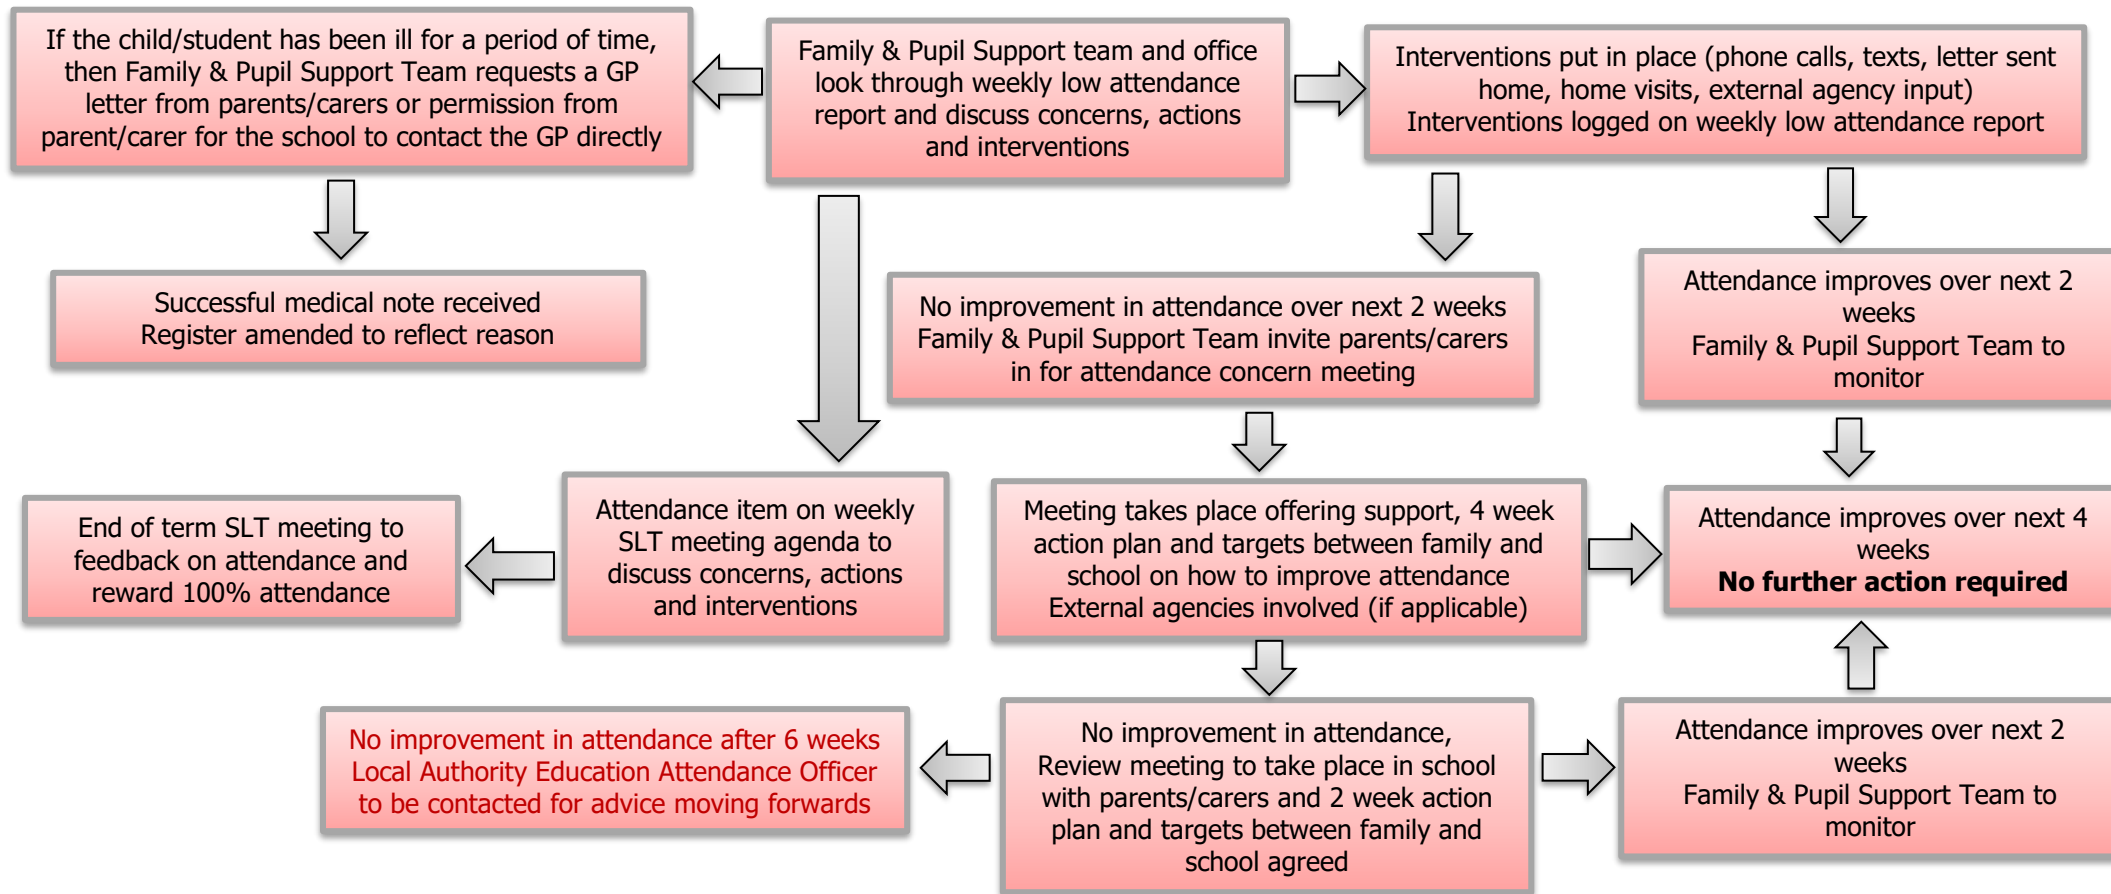 If the child/student has been ill for a period of time,
then Family & Pupil Support Team requests a GP
letter from parents/carers or permission from
parent/carer for the school to contact the GP directly
Family & Pupil Support team and office
look through weekly low attendance
report and discuss concerns, actions
and interventions
Interventions put in place (phone calls, texts, letter sent
home, home visits, external agency input)
Interventions logged on weekly low attendance report
Successful medical note received
Register amended to reflect reason
No improvement in attendance over next 2 weeks
Family & Pupil Support Team invite parents/carers
in for attendance concern meeting
Attendance improves over next 2
weeks
Family & Pupil Support Team to
monitor
End of term SLT meeting to
feedback on attendance and
reward 100% attendance
Attendance item on weekly
SLT meeting agenda to
discuss concerns, actions
and interventions
Meeting takes place offering support, 4 week
action plan and targets between family and
school on how to improve attendance
External agencies involved (if applicable)
Attendance improves over next 4
weeks
No further action required
No improvement in attendance after 6 weeks
Local Authority Education Attendance Officer
to be contacted for advice moving forwards
No improvement in attendance,
Review meeting to take place in school
with parents/carers and 2 week action
plan and targets between family and
school agreed
Attendance improves over next 2
weeks
Family & Pupil Support Team to
monitor